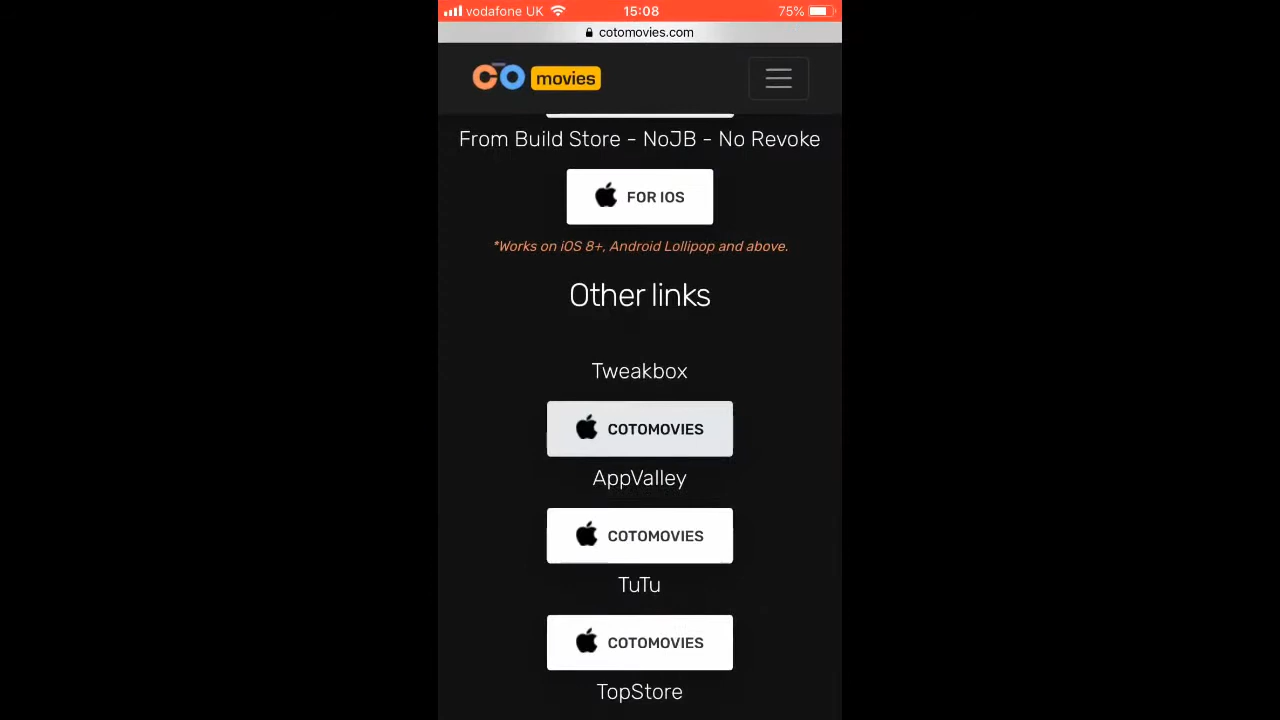 vodafone UK 15:08 75%
cotomovies.com
CO movies
From Build Store - NoJB - No Revoke
FOR IOS
*Works on iOS 8+, Android Lollipop and above.
Other links
Tweakbox
COTOMOVIES
AppValley
COTOMOVIES
TuTu
COTOMOVIES
TopStore